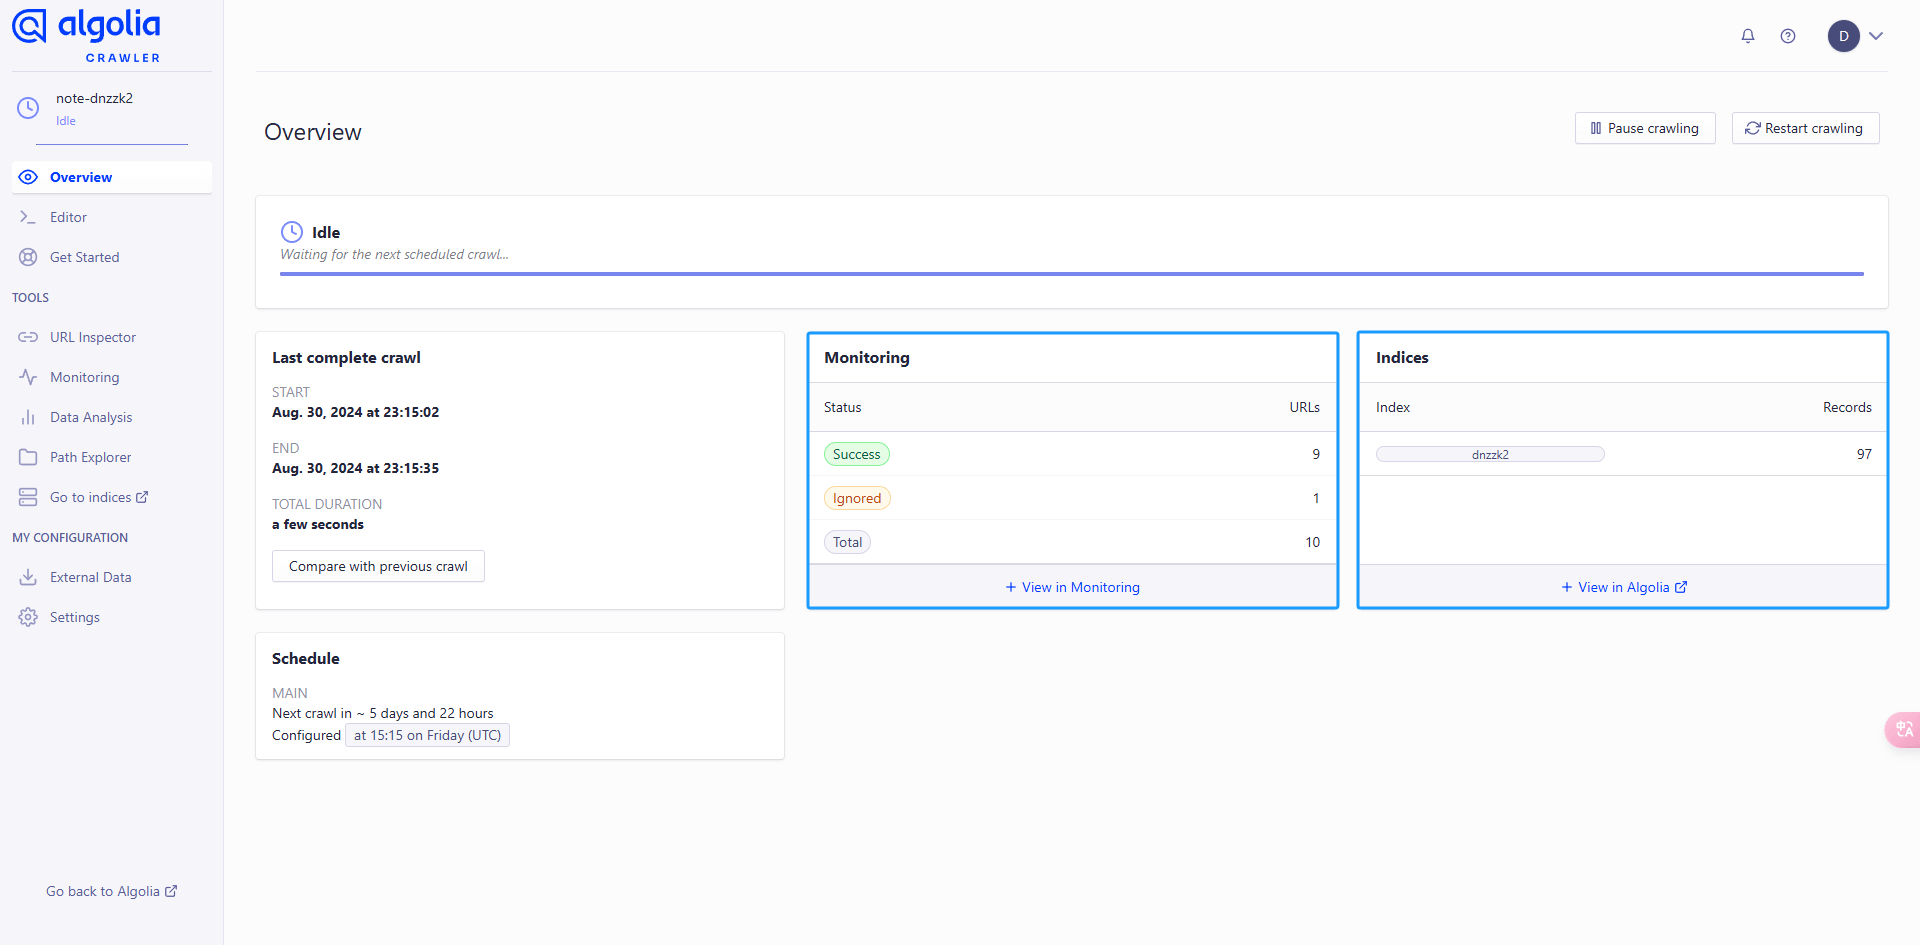 algolia
CRAWLER
note-dnzzk2
Idle
Overview
Editor
Get Started
TOOLS
URL Inspector
Monitoring
Data Analysis
Path Explorer
Go to indices
MY CONFIGURATION
External Data
Settings
Go back to Algolia
D
Overview
Pause crawling
Restart crawling
Idle
Waiting for the next scheduled crawl...
Last complete crawl
START
Aug. 30, 2024 at 23:15:02
END
Aug. 30, 2024 at 23:15:35
TOTAL DURATION
a few seconds
Compare with previous crawl
Monitoring
Status URLs
Success 9
Ignored 1
Total 10
+ View in Monitoring
Indices
Index Records
dnzzk2 97
+ View in Algolia
Schedule
MAIN
Next crawl in ~ 5 days and 22 hours
Configured at 15:15 on Friday (UTC)
中A